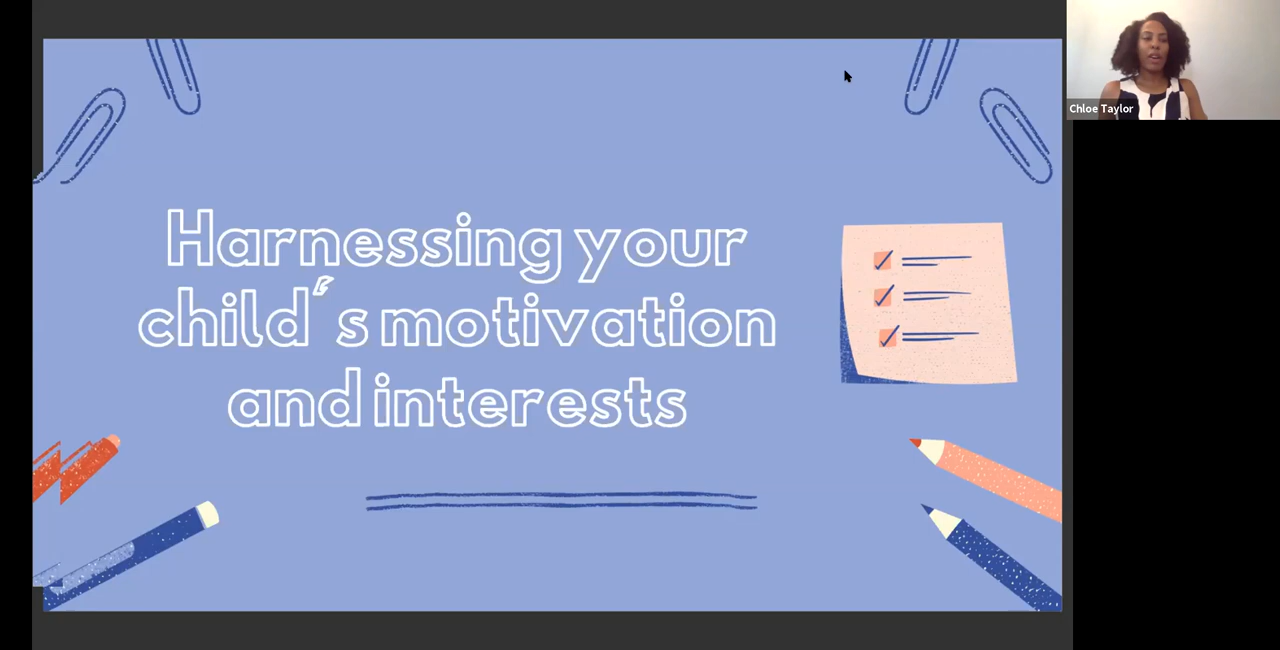 Harnessing your
child´s motivation
and interests
Chloe Taylor